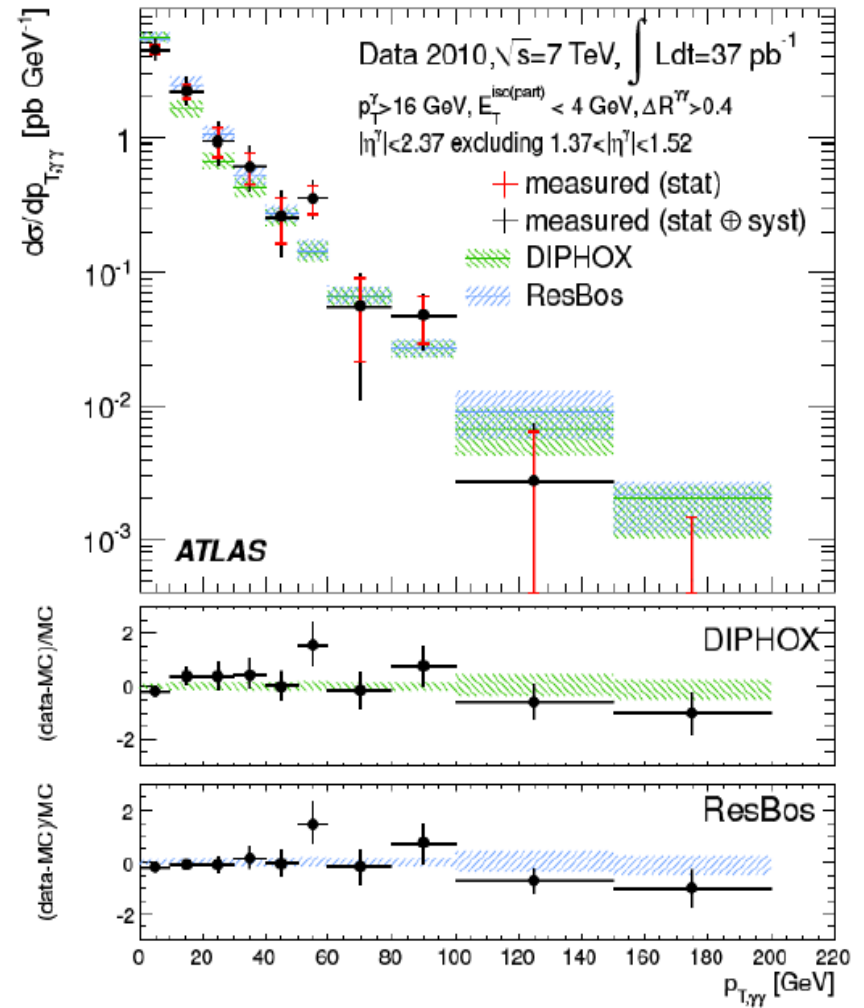 dσ/dp_T,γγ [pb GeV⁻¹]
Data 2010, √s=7 TeV, ∫ Ldt=37 pb⁻¹
p_T^γ>16 GeV, E_T^iso(part) < 4 GeV, ΔR^γγ>0.4
|η^γ|<2.37 excluding 1.37<|η^γ|<1.52
measured (stat)
measured (stat ⊕ syst)
DIPHOX
ResBos
1
10⁻¹
10⁻²
10⁻³
ATLAS
(data-MC)/MC
2
0
-2
DIPHOX
(data-MC)/MC
2
0
-2
ResBos
0 20 40 60 80 100 120 140 160 180 200 220
p_T,γγ [GeV]